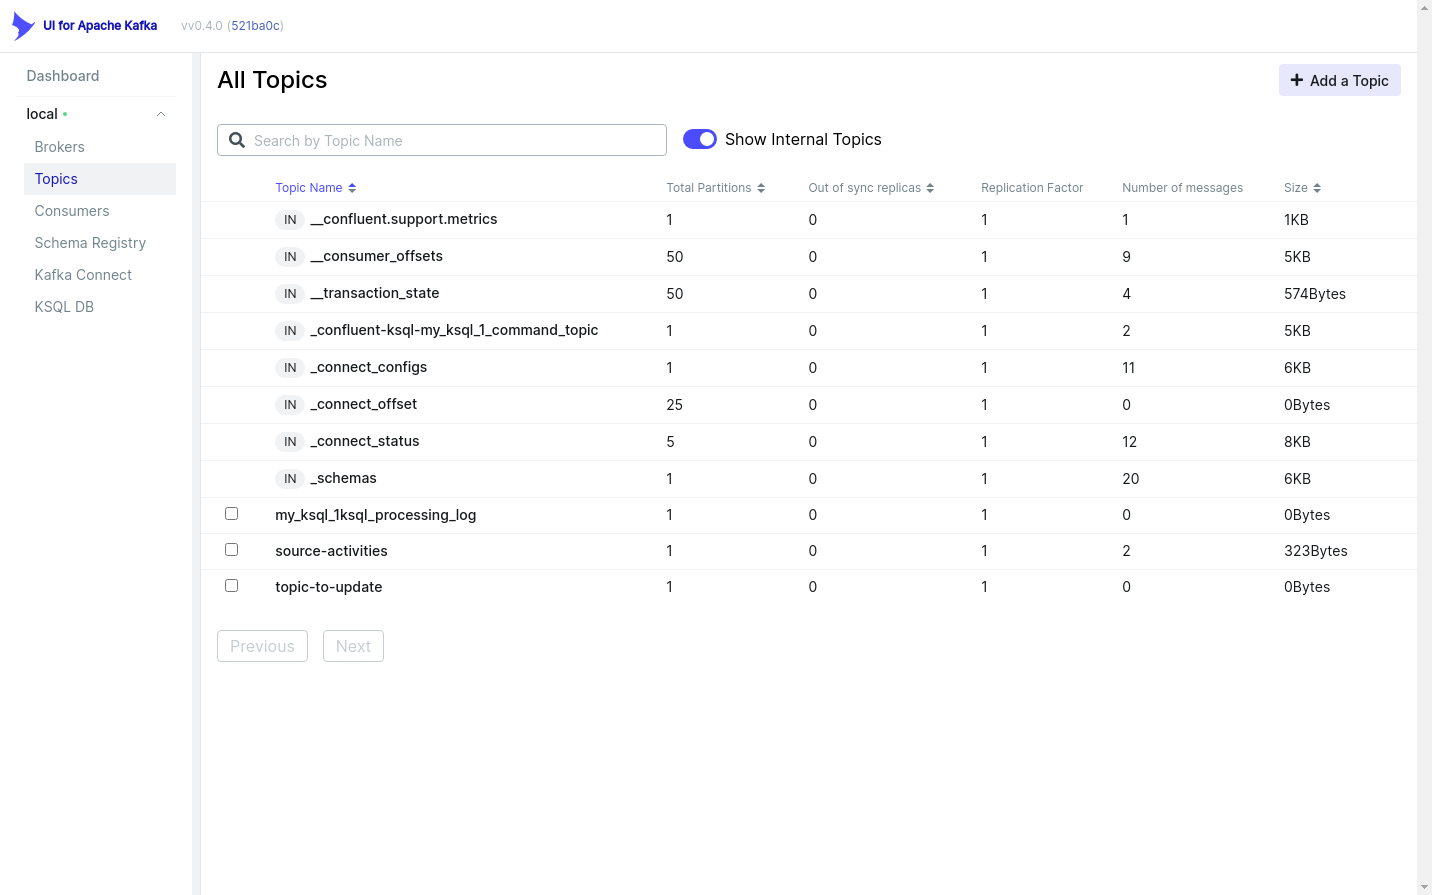 UI for Apache Kafka vv0.4.0 (521ba0c)
Dashboard
local
Brokers
Topics
Consumers
Schema Registry
Kafka Connect
KSQL DB
All Topics
Add a Topic
Search by Topic Name
Show Internal Topics
Topic Name Total Partitions Out of sync replicas Replication Factor Number of messages Size
IN __confluent.support.metrics 1 0 1 1 1KB
IN __consumer_offsets 50 0 1 9 5KB
IN __transaction_state 50 0 1 4 574Bytes
IN _confluent-ksql-my_ksql_1_command_topic 1 0 1 2 5KB
IN _connect_configs 1 0 1 11 6KB
IN _connect_offset 25 0 1 0 0Bytes
IN _connect_status 5 0 1 12 8KB
IN _schemas 1 0 1 20 6KB
my_ksql_1ksql_processing_log 1 0 1 0 0Bytes
source-activities 1 0 1 2 323Bytes
topic-to-update 1 0 1 0 0Bytes
Previous Next